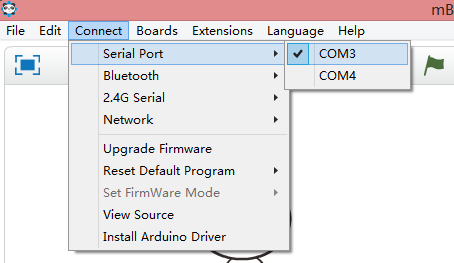 mB
File Edit Connect Boards Extensions Language Help
Serial Port
COM3
COM4
Bluetooth
2.4G Serial
Network
Upgrade Firmware
Reset Default Program
Set FirmWare Mode
View Source
Install Arduino Driver